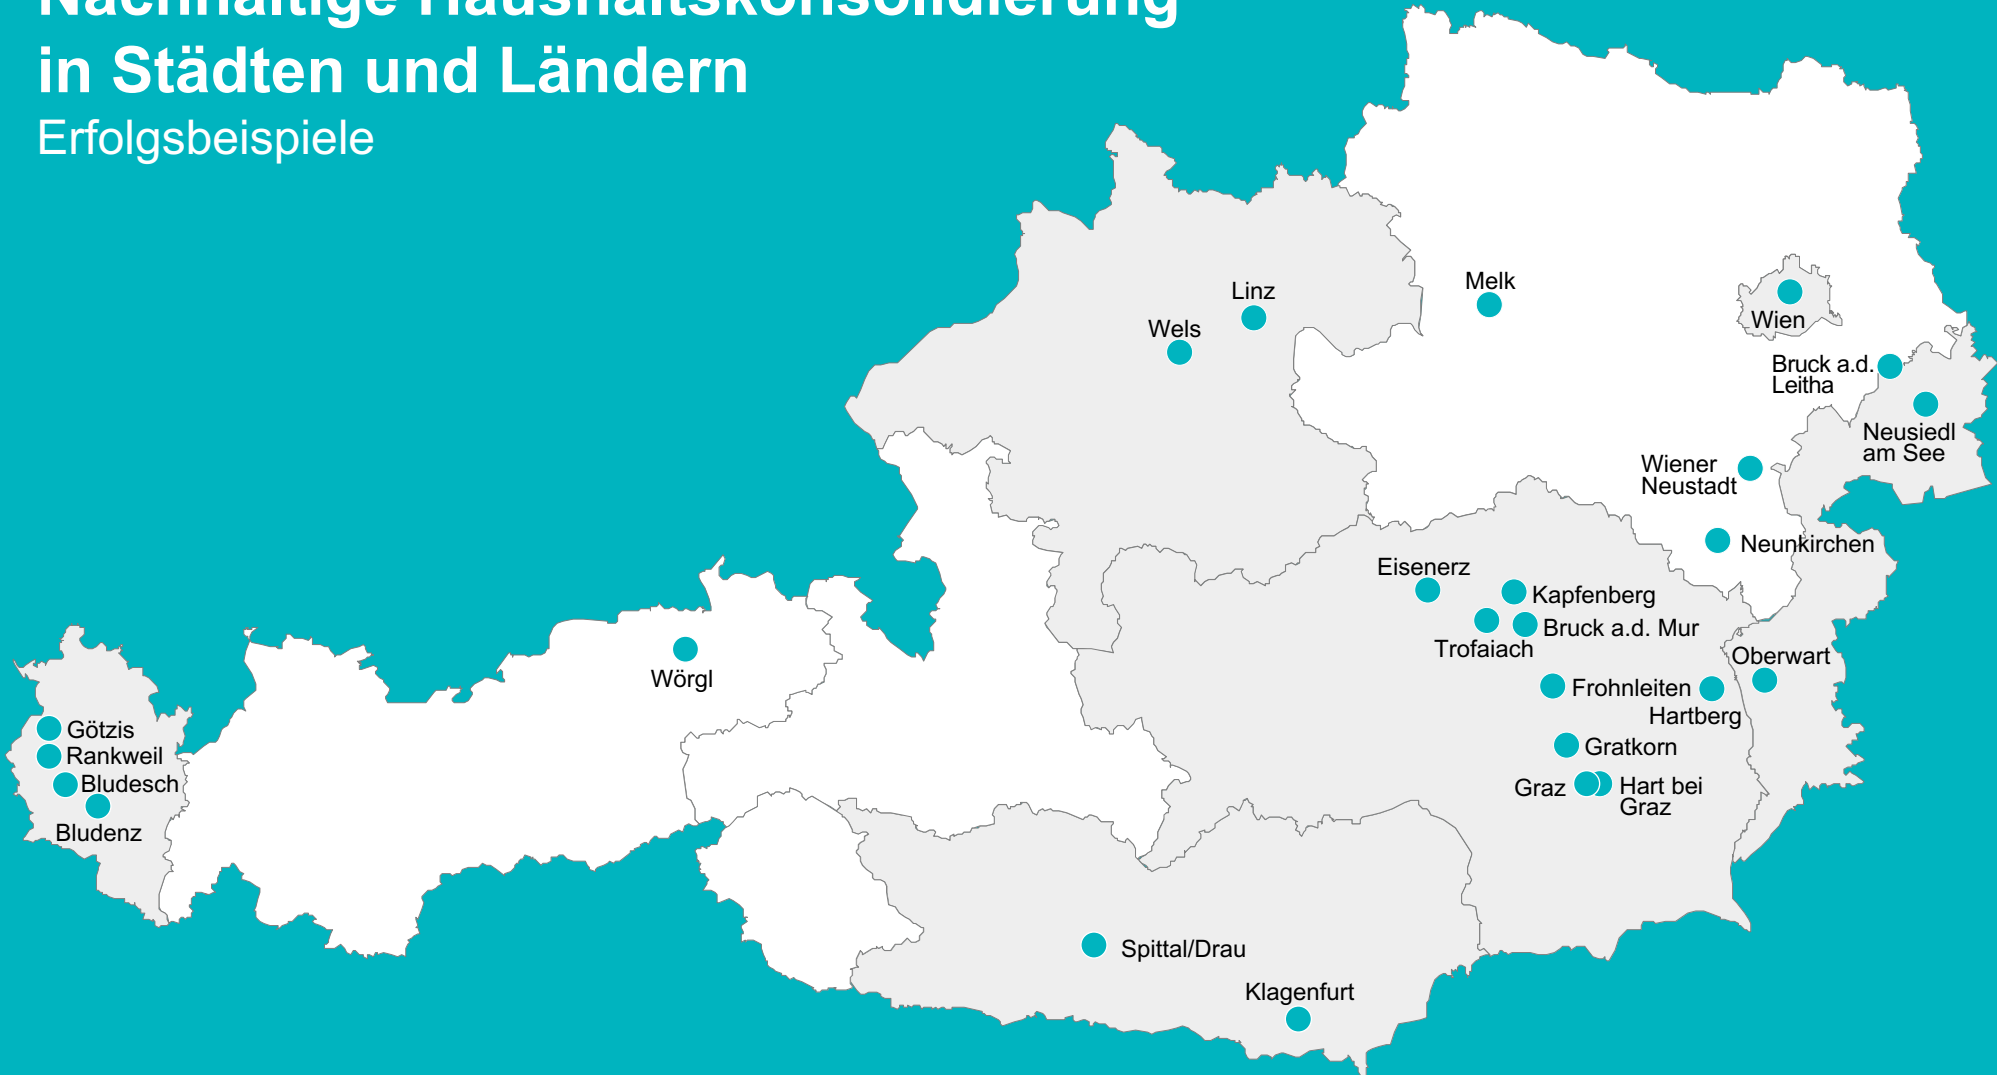 Nachhaltige Haushaltskonsolidierung
in Städten und Ländern
Erfolgsbeispiele
Linz
Wels
Melk
Wien
Bruck a.d.
Leitha
Neusiedl
am See
Wiener
Neustadt
Neunkirchen
Eisenerz
Kapfenberg
Bruck a.d. Mur
Trofaiach
Oberwart
Wörgl
Frohnleiten
Hartberg
Götzis
Rankweil
Bludesch
Bludenz
Gratkorn
Graz
Hart bei
Graz
Spittal/Drau
Klagenfurt